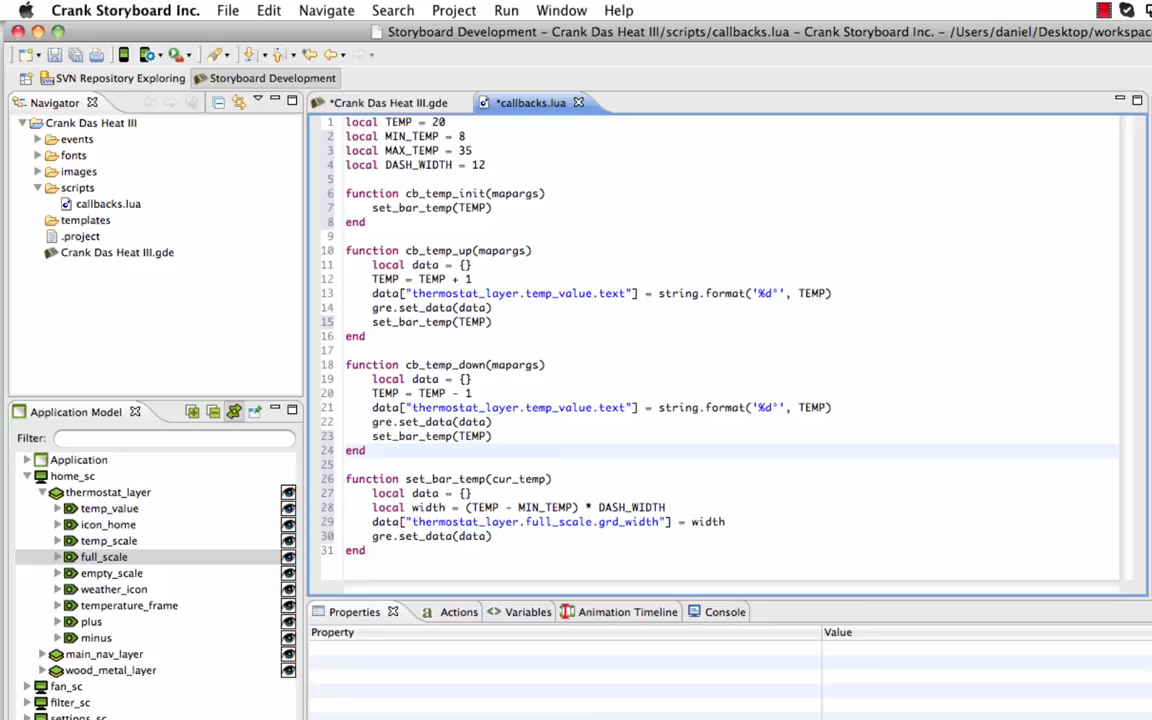 Crank Storyboard Inc. File Edit Navigate Search Project Run Window Help
Storyboard Development – Crank Das Heat III/scripts/callbacks.lua – Crank Storyboard Inc. – /Users/daniel/Desktop/workspac
SVN Repository Exploring Storyboard Development
Navigator
Crank Das Heat III
events
fonts
images
scripts
callbacks.lua
templates
.project
Crank Das Heat III.gde
*Crank Das Heat III.gde *callbacks.lua
1 local TEMP = 20
2 local MIN_TEMP = 8
3 local MAX_TEMP = 35
4 local DASH_WIDTH = 12
5
6 function cb_temp_init(mapargs)
7 set_bar_temp(TEMP)
8 end
9
10 function cb_temp_up(mapargs)
11 local data = {}
12 TEMP = TEMP + 1
13 data["thermostat_layer.temp_value.text"] = string.format('%d°', TEMP)
14 gre.set_data(data)
15 set_bar_temp(TEMP)
16 end
17
18 function cb_temp_down(mapargs)
19 local data = {}
20 TEMP = TEMP - 1
21 data["thermostat_layer.temp_value.text"] = string.format('%d°', TEMP)
22 gre.set_data(data)
23 set_bar_temp(TEMP)
24 end
25
26 function set_bar_temp(cur_temp)
27 local data = {}
28 local width = (TEMP - MIN_TEMP) * DASH_WIDTH
29 data["thermostat_layer.full_scale.grd_width"] = width
30 gre.set_data(data)
31 end
Application Model
Filter:
Application
home_sc
thermostat_layer
temp_value
icon_home
temp_scale
full_scale
empty_scale
weather_icon
temperature_frame
plus
minus
main_nav_layer
wood_metal_layer
fan_sc
filter_sc
settings_sc
Properties Actions Variables Animation Timeline Console
Property Value